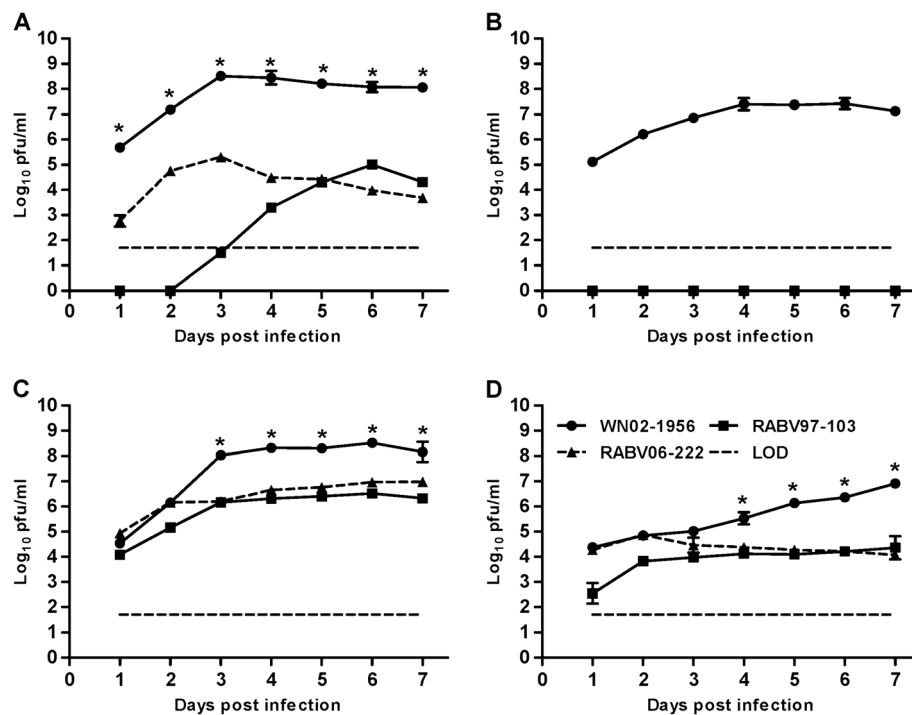 A
10
9
8
7
6
5
4
3
2
1
0
Log10 pfu/ml
* * * * * * *
0 1 2 3 4 5 6 7
Days post infection
B
10
9
8
7
6
5
4
3
2
1
0
Log10 pfu/ml
0 1 2 3 4 5 6 7
Days post infection
C
10
9
8
7
6
5
4
3
2
1
0
Log10 pfu/ml
* * * * *
0 1 2 3 4 5 6 7
Days post infection
D
10
9
8
7
6
5
4
3
2
1
0
Log10 pfu/ml
WN02-1956 RABV97-103
RABV06-222 LOD
* * * *
0 1 2 3 4 5 6 7
Days post infection